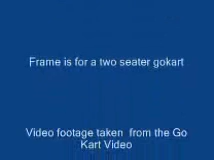 Frame is for a two seater gokart
Video footage taken from the Go
Kart Video